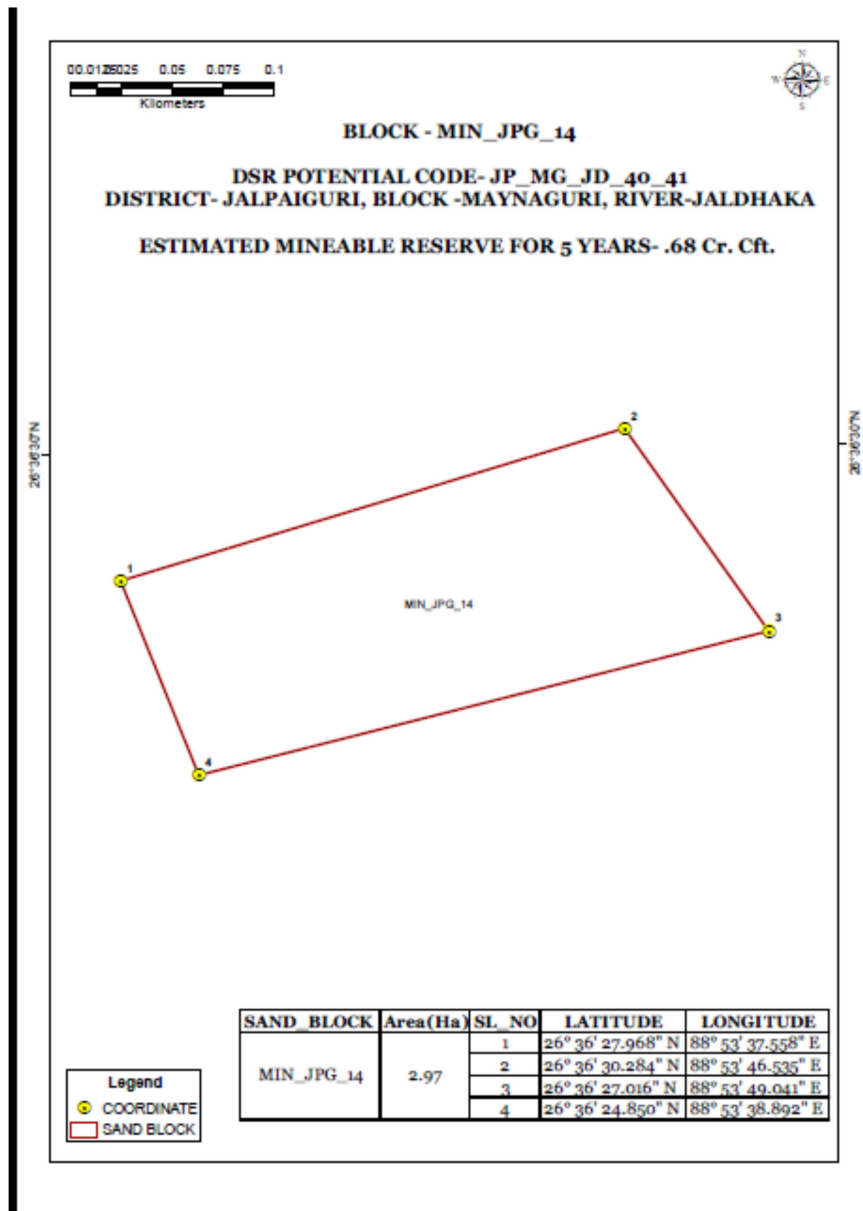 00.0125025 0.05 0.075 0.1
Kilometers
N
W E
S
BLOCK - MIN_JPG_14
DSR POTENTIAL CODE- JP_MG_JD_40_41
DISTRICT- JALPAIGURI, BLOCK -MAYNAGURI, RIVER-JALDHAKA
ESTIMATED MINEABLE RESERVE FOR 5 YEARS- .68 Cr. Cft.
26°36'30"N
26°36'30"N
2
1
MIN_JPG_14
3
4
SAND_BLOCK Area(Ha) SL_NO LATITUDE LONGITUDE
MIN_JPG_14 2.97
1 26° 36' 27.968" N 88° 53' 37.558" E
2 26° 36' 30.284" N 88° 53' 46.535" E
3 26° 36' 27.016" N 88° 53' 49.041" E
4 26° 36' 24.850" N 88° 53' 38.892" E
Legend
COORDINATE
SAND BLOCK